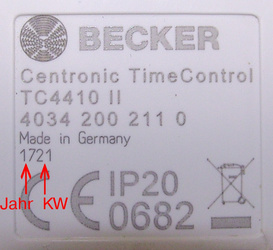 BECKER
Centronic TimeControl
TC4410 II
4034 200 211 0
Made in Germany
1721
Jahr KW
CE
IP20
0682